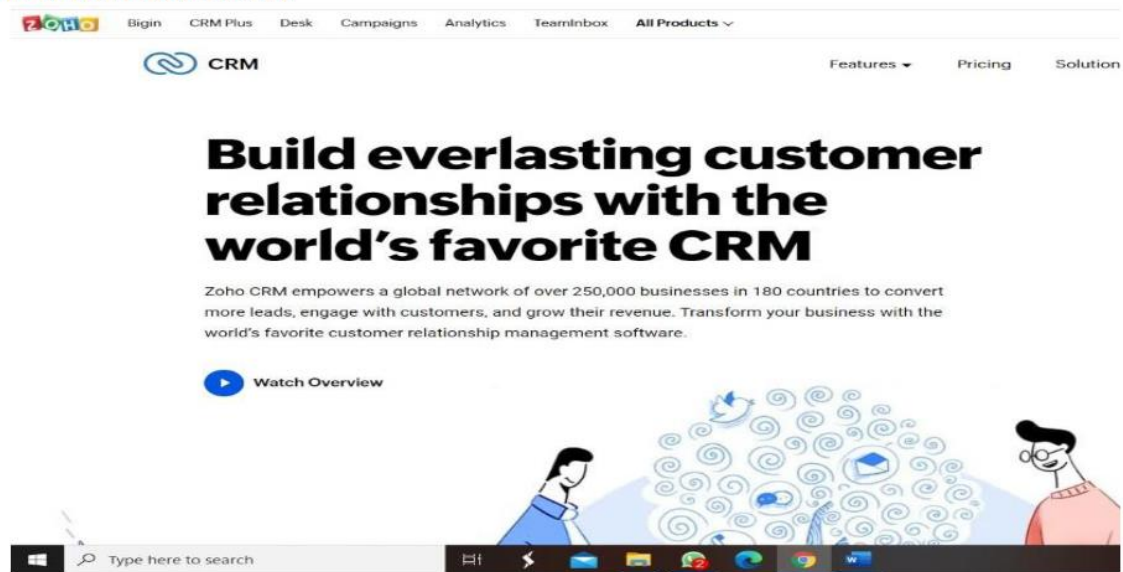 ZOHO Bigin CRM Plus Desk Campaigns Analytics TeamInbox All Products
CRM Features Pricing Solution
Build everlasting customer
relationships with the
world's favorite CRM
Zoho CRM empowers a global network of over 250,000 businesses in 180 countries to convert
more leads, engage with customers, and grow their revenue. Transform your business with the
world's favorite customer relationship management software.
Watch Overview
Type here to search 2 W